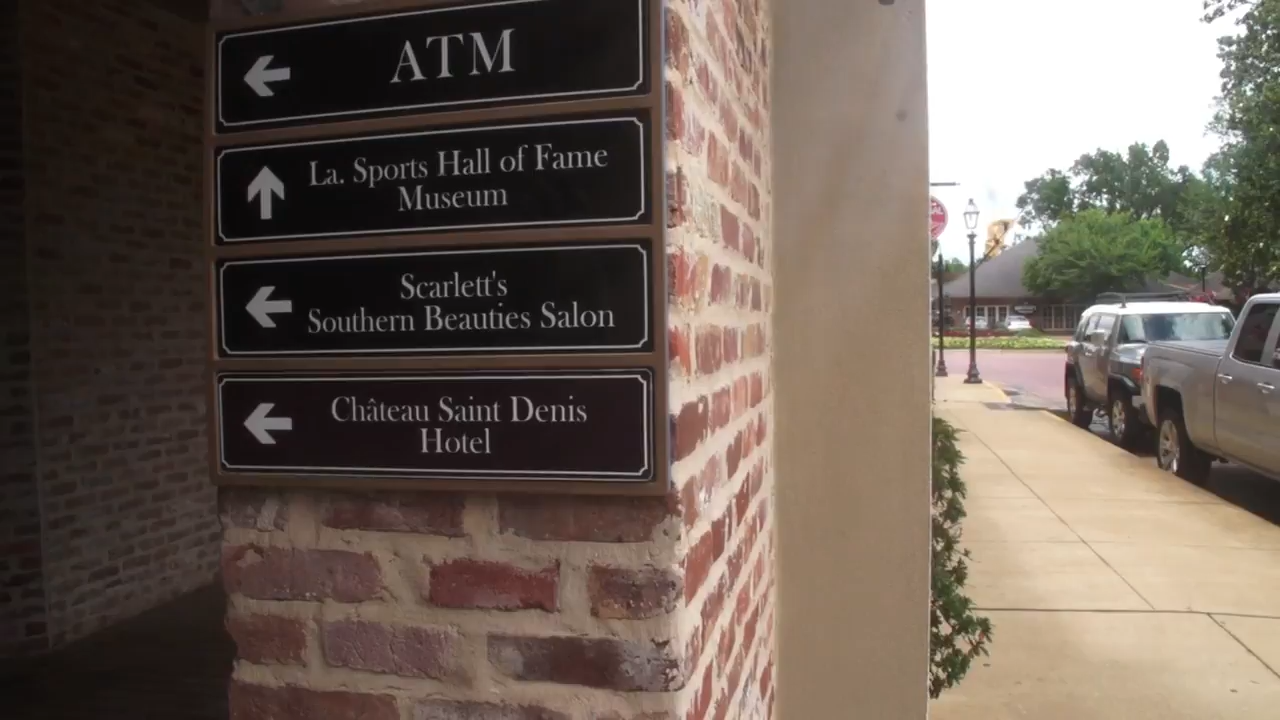 ATM
La. Sports Hall of Fame
Museum
Scarlett's
Southern Beauties Salon
Château Saint Denis
Hotel